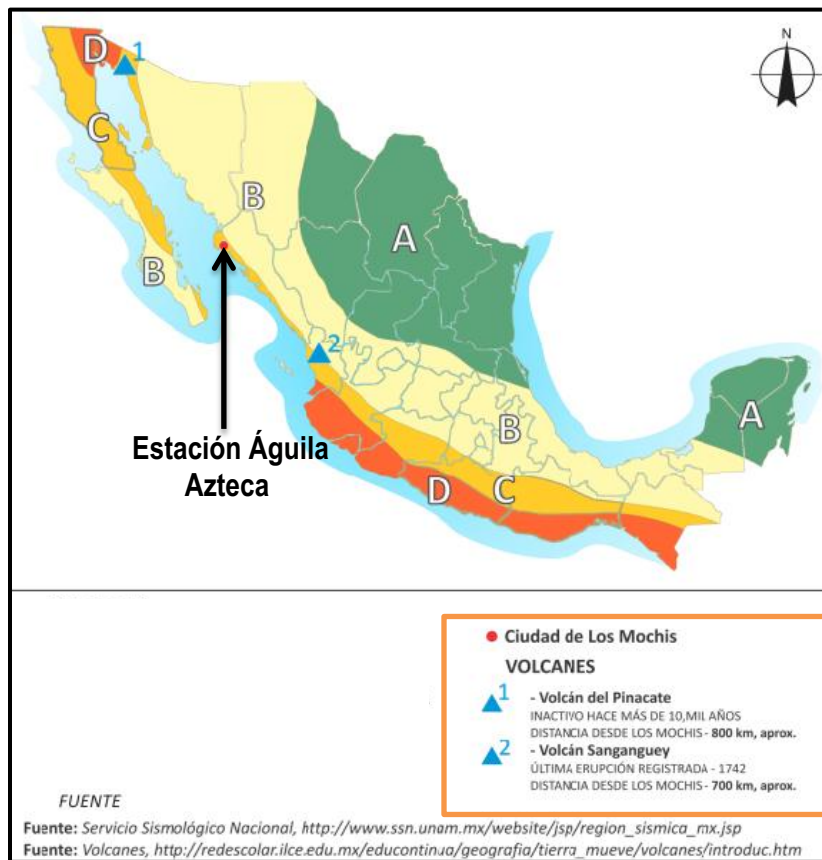 N
D
1
C
B
A
B
2
A
B
D
C
Estación Águila
Azteca
Ciudad de Los Mochis
VOLCANES
1
- Volcán del Pinacate
INACTIVO HACE MÁS DE 10,MIL AÑOS
DISTANCIA DESDE LOS MOCHIS - 800 km, aprox.
2
- Volcán Sanganguey
ÚLTIMA ERUPCIÓN REGISTRADA - 1742
DISTANCIA DESDE LOS MOCHIS - 700 km, aprox.
FUENTE
Fuente: Servicio Sismológico Nacional, http://www.ssn.unam.mx/website/jsp/region_sismica_mx.jsp
Fuente: Volcanes, http://redescolar.ilce.edu.mx/educontinua/geografia/tierra_mueve/volcanes/introduc.htm